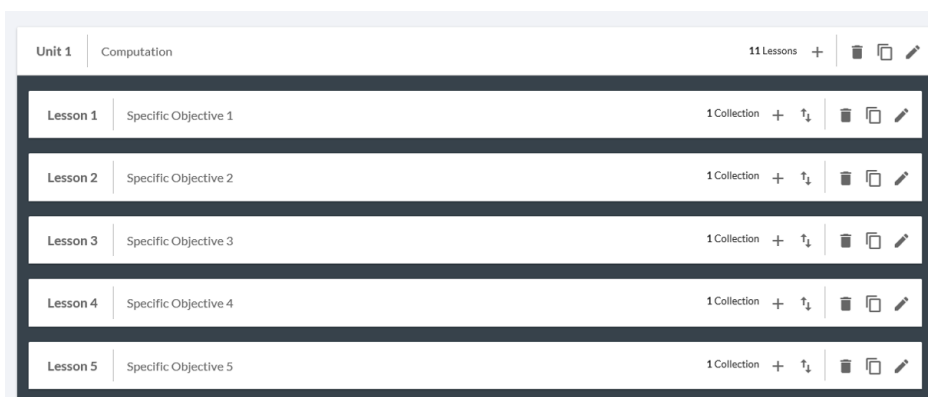 Unit 1 Computation 11 Lessons
Lesson 1 Specific Objective 1 1 Collection
Lesson 2 Specific Objective 2 1 Collection
Lesson 3 Specific Objective 3 1 Collection
Lesson 4 Specific Objective 4 1 Collection
Lesson 5 Specific Objective 5 1 Collection